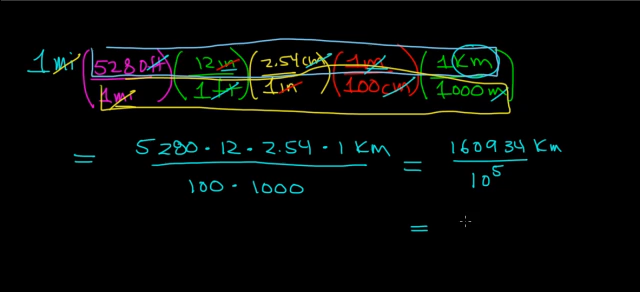 1 mi (5280 ft / 1 mi) (12 in / 1 ft) (2.54 cm / 1 in) (1 m / 100 cm) (1 Km / 1000 m)
= 5280 · 12 · 2.54 · 1 Km / 100 · 1000 = 160934 Km / 10^5
=